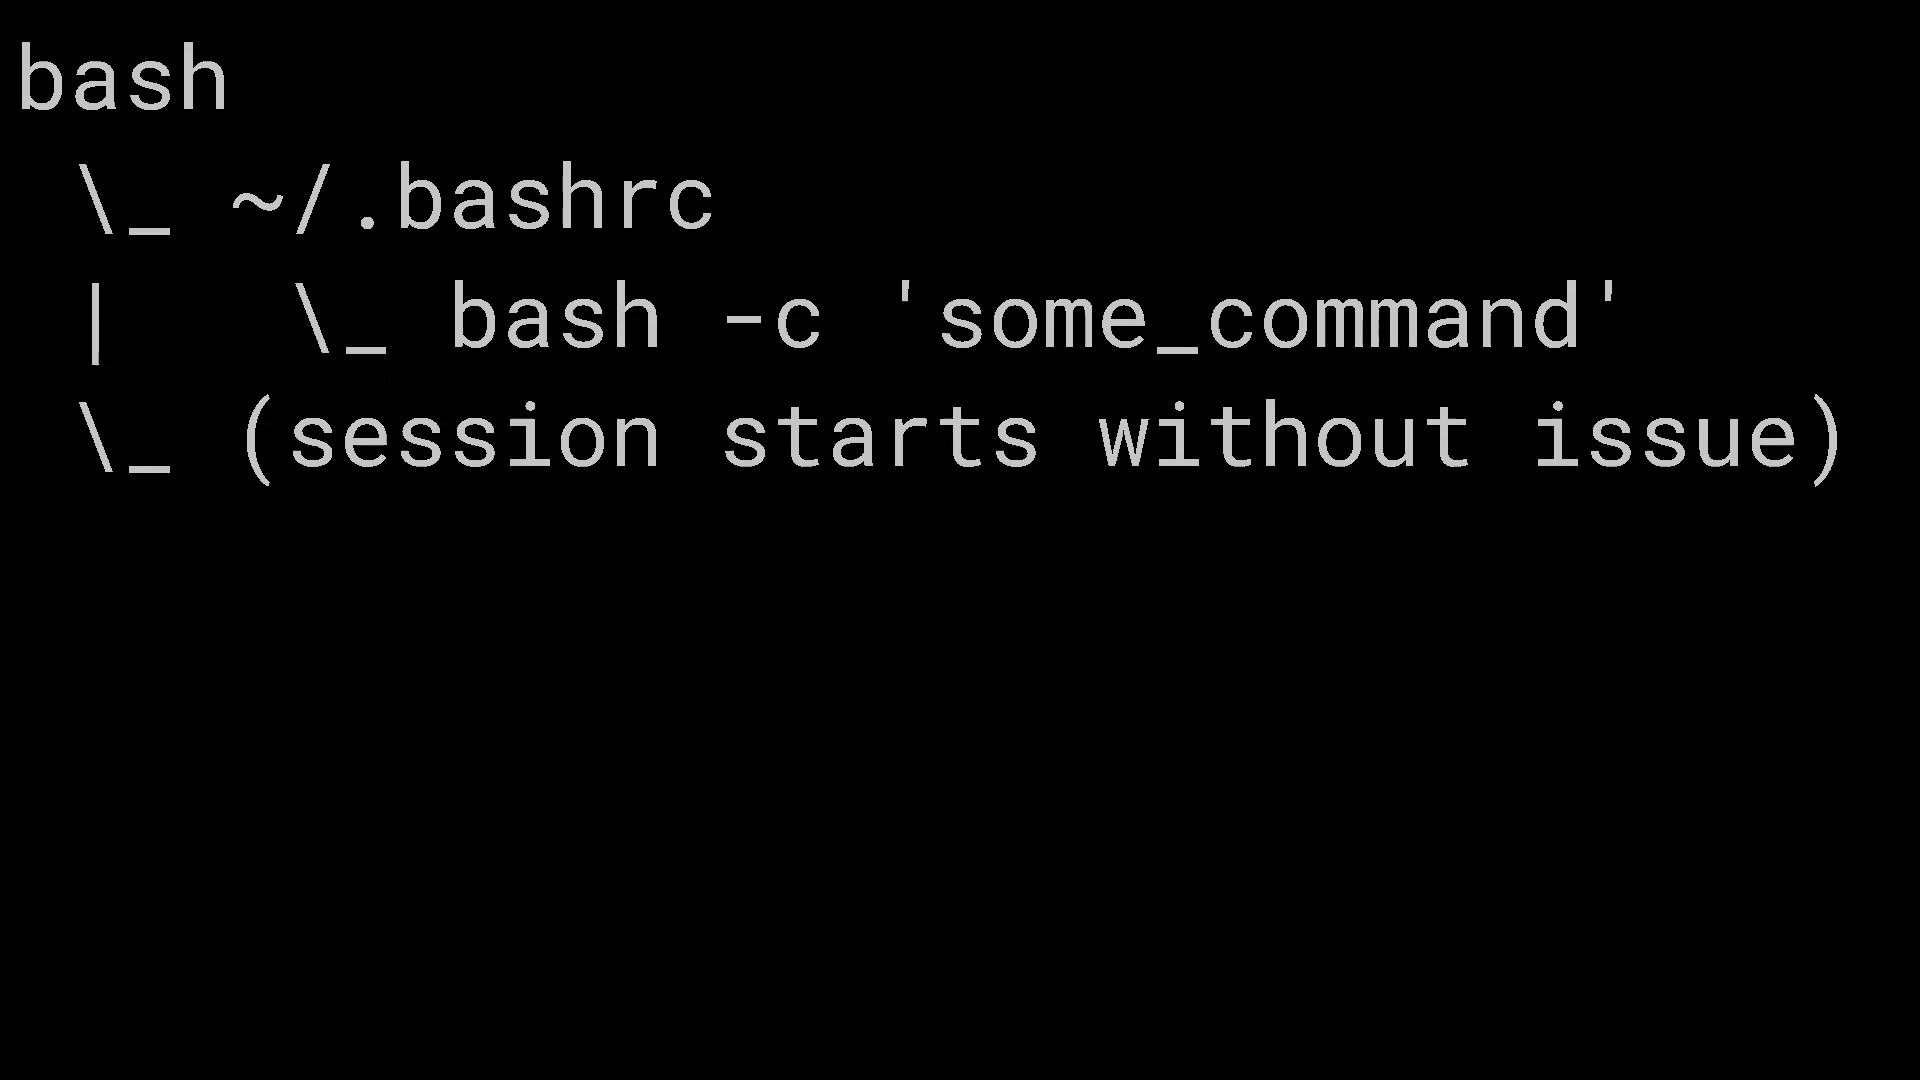 bash
 \_ ~/.bashrc
 |   \_ bash -c 'some_command'
 \_ (session starts without issue)